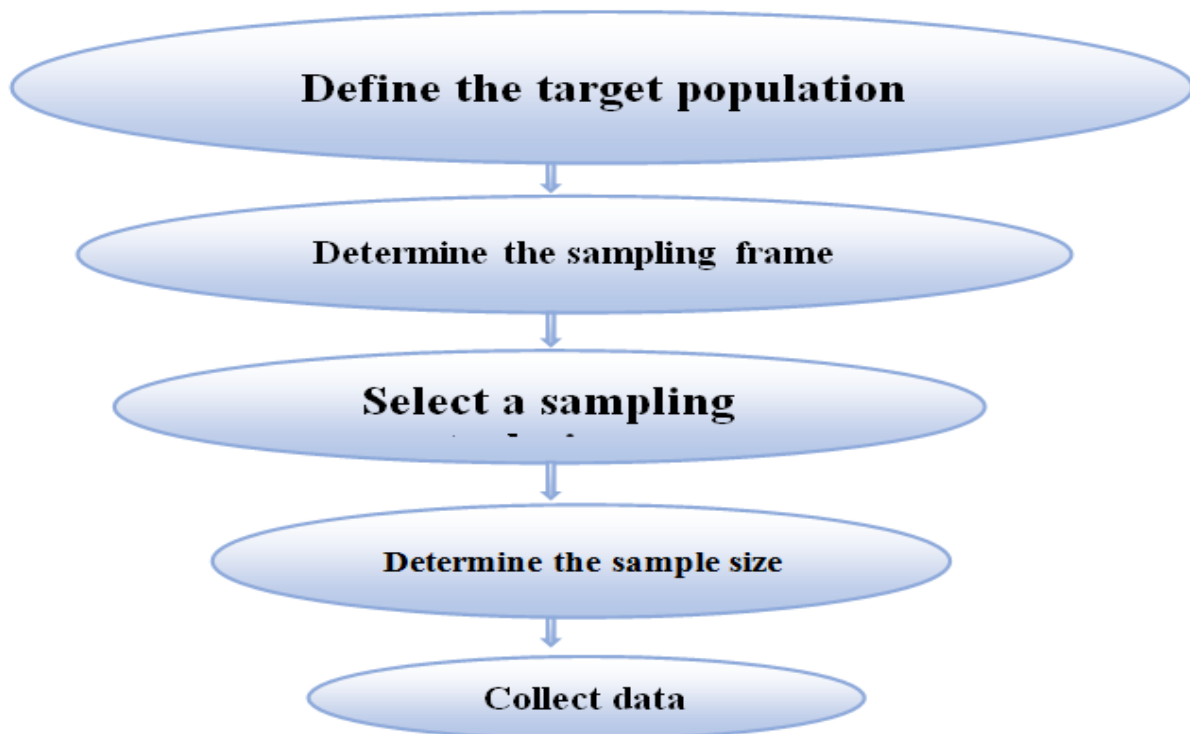 Define the target population
Determine the sampling frame
Select a sampling
Determine the sample size
Collect data